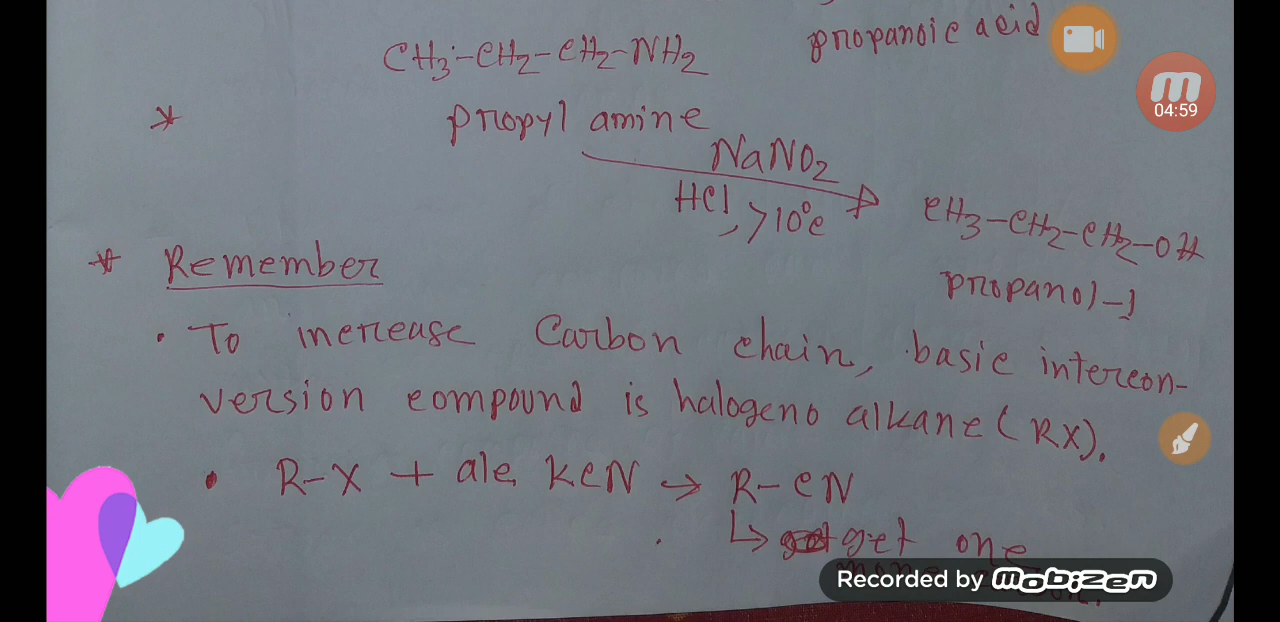 propanoic acid
CH3-CH2-CH2-NH2
04:59
* propyl amine
NaNO2
HCl, >10°c
CH3-CH2-CH2-OH
propanol-1
* Remember
· To increase Carbon chain, basic intercon-
version compound is halogeno alkane (RX).
· R-X + alc. KCN → R-CN
↳ get one
Recorded by mobizen